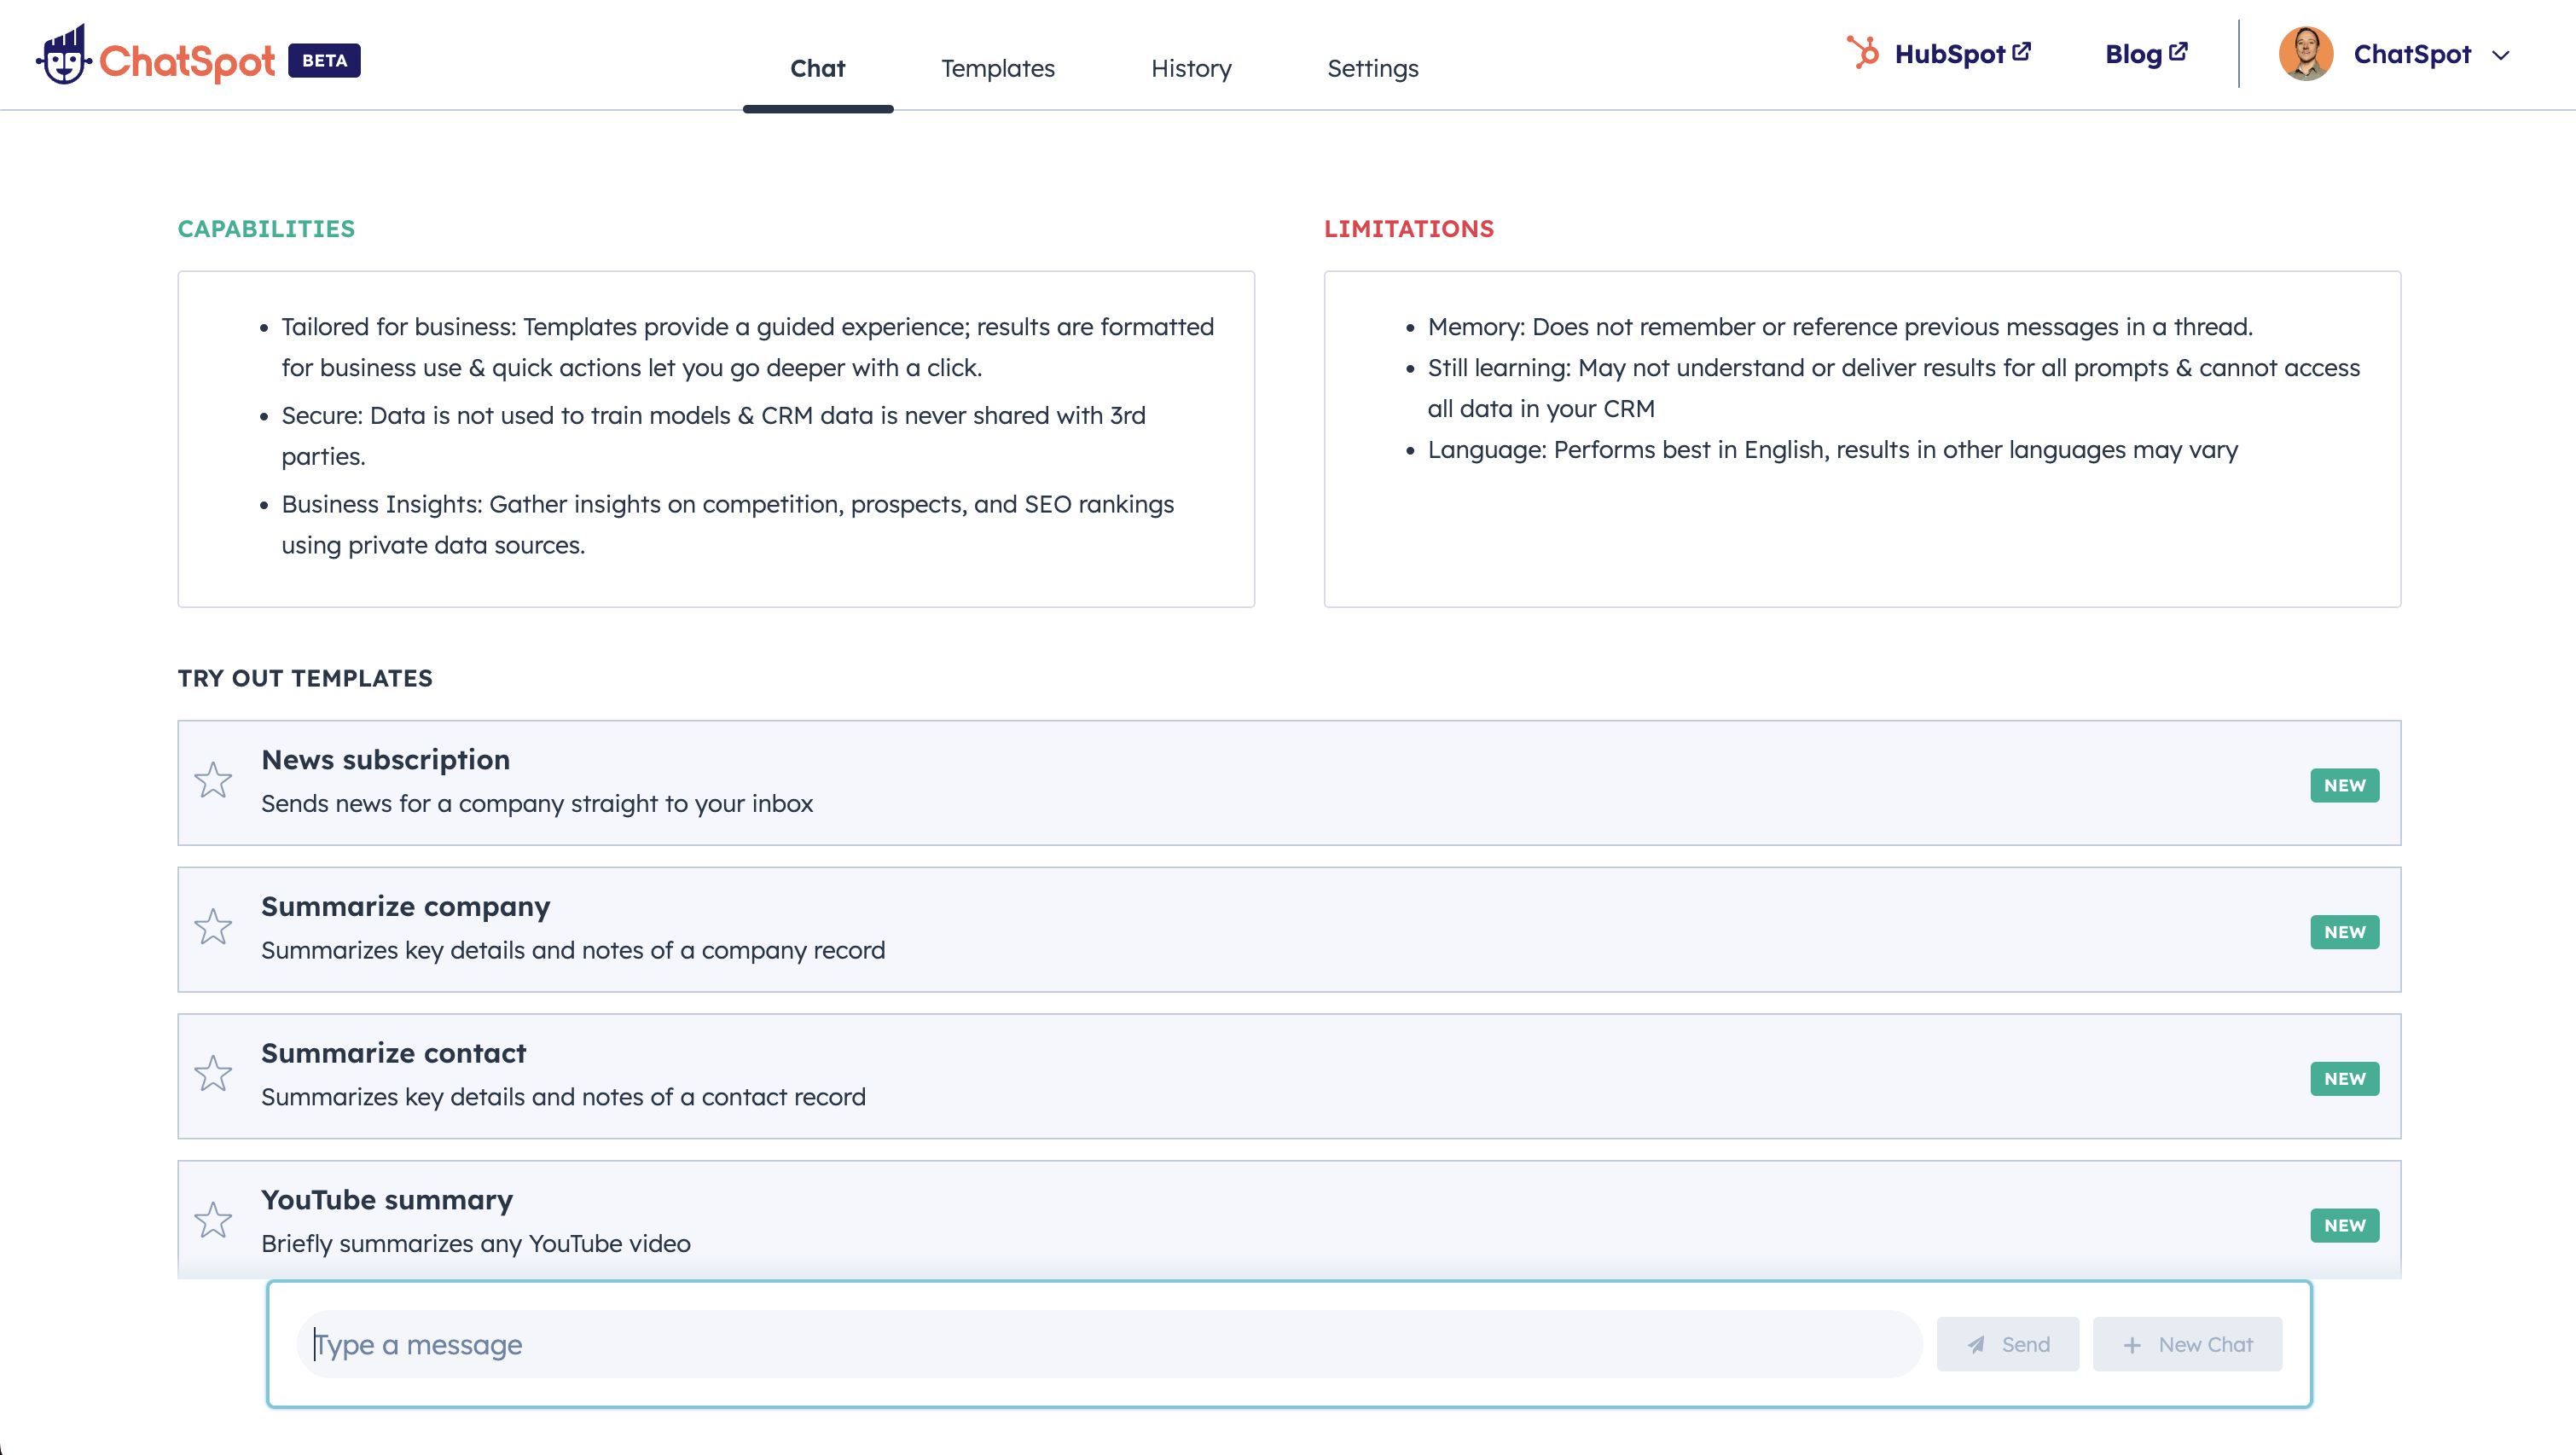 ChatSpot BETA
Chat
Templates
History
Settings
HubSpot
Blog
ChatSpot
CAPABILITIES
Tailored for business: Templates provide a guided experience; results are formatted
for business use & quick actions let you go deeper with a click.
Secure: Data is not used to train models & CRM data is never shared with 3rd
parties.
Business Insights: Gather insights on competition, prospects, and SEO rankings
using private data sources.
LIMITATIONS
Memory: Does not remember or reference previous messages in a thread.
Still learning: May not understand or deliver results for all prompts & cannot access
all data in your CRM
Language: Performs best in English, results in other languages may vary
TRY OUT TEMPLATES
News subscription
Sends news for a company straight to your inbox
NEW
Summarize company
Summarizes key details and notes of a company record
NEW
Summarize contact
Summarizes key details and notes of a contact record
NEW
YouTube summary
Briefly summarizes any YouTube video
NEW
Type a message
Send
New Chat